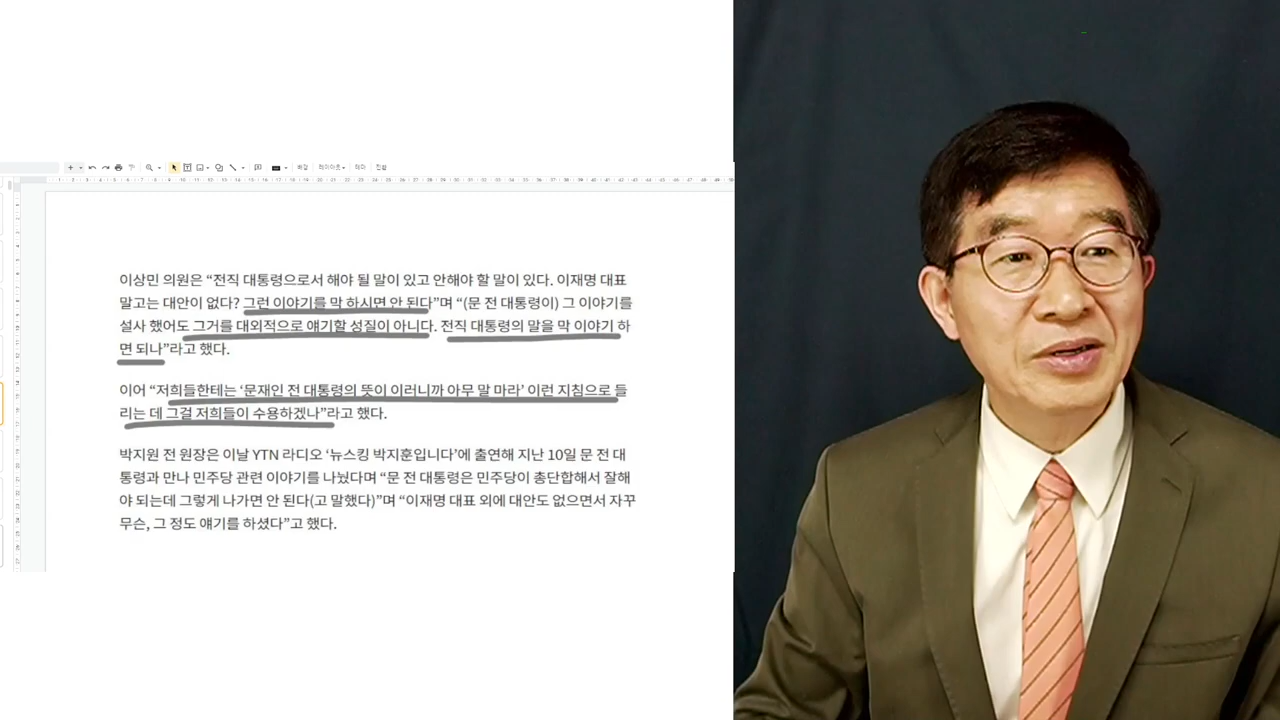 배경
레이아웃
테마
전환
이상민 의원은 “전직 대통령으로서 해야 될 말이 있고 안해야 할 말이 있다. 이재명 대표
말고는 대안이 없다? 그런 이야기를 막 하시면 안 된다”며 “(문 전 대통령이) 그 이야기를
설사 했어도 그거를 대외적으로 얘기할 성질이 아니다. 전직 대통령의 말을 막 이야기 하
면 되나”라고 했다.
이어 “저희들한테는 ‘문재인 전 대통령의 뜻이 이러니까 아무 말 마라’ 이런 지침으로 들
리는 데 그걸 저희들이 수용하겠나”라고 했다.
박지원 전 원장은 이날 YTN 라디오 ‘뉴스킹 박지훈입니다’에 출연해 지난 10일 문 전 대
통령과 만나 민주당 관련 이야기를 나눴다며 “문 전 대통령은 민주당이 총단합해서 잘해
야 되는데 그렇게 나가면 안 된다(고 말했다)”며 “이재명 대표 외에 대안도 없으면서 자꾸
무슨, 그 정도 얘기를 하셨다”고 했다.